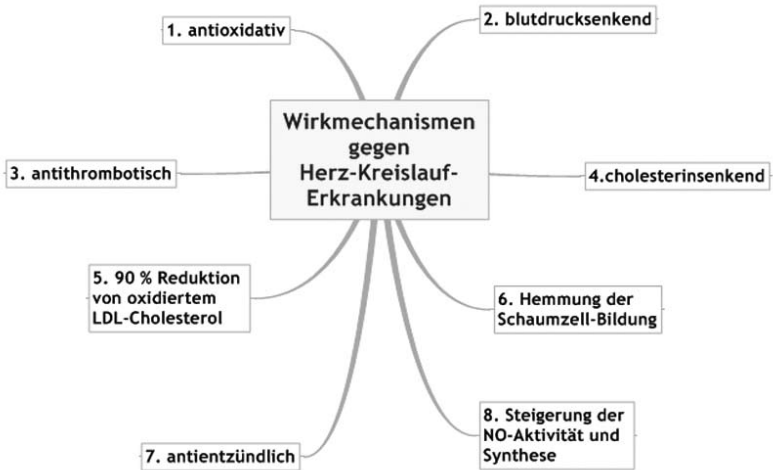 1. antioxidativ
2. blutdrucksenkend
Wirkmechanismen
gegen
Herz-Kreislauf-
Erkrankungen
3. antithrombotisch
4.cholesterinsenkend
5. 90 % Reduktion
von oxidiertem
LDL-Cholesterol
6. Hemmung der
Schaumzell-Bildung
7. antientzündlich
8. Steigerung der
NO-Aktivität und
Synthese